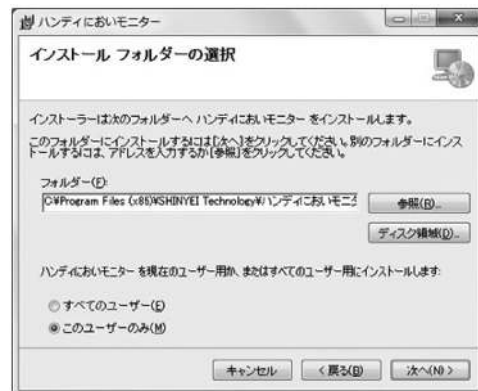 ハンディにおいモニター
インストール フォルダーの選択
インストーラーは次のフォルダーへ ハンディにおいモニター をインストールします。
このフォルダーにインストールするには[次へ]をクリックしてください。別のフォルダーにインス
トールするには、アドレスを入力するか[参照]をクリックしてください。
フォルダー(F):
C:¥Program Files (x86)¥SHINYEI Technology¥ハンディにおいモニタ
参照(R)...
ディスク領域(D)...
ハンディにおいモニター を現在のユーザー用か、またはすべてのユーザー用にインストールします:
すべてのユーザー(E)
このユーザーのみ(M)
キャンセル
< 戻る(B)
次へ(N) >